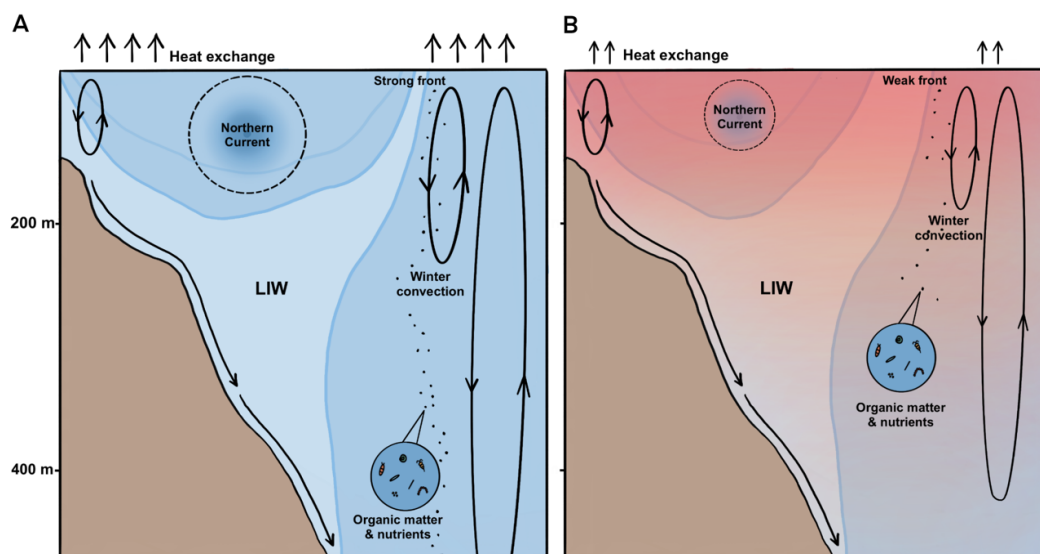 A
Heat exchange
Strong front
Northern
Current
200 m
LIW
Winter
convection
400 m
Organic matter
& nutrients
B
Heat exchange
Weak front
Northern
Current
Winter
convection
LIW
Organic matter
& nutrients